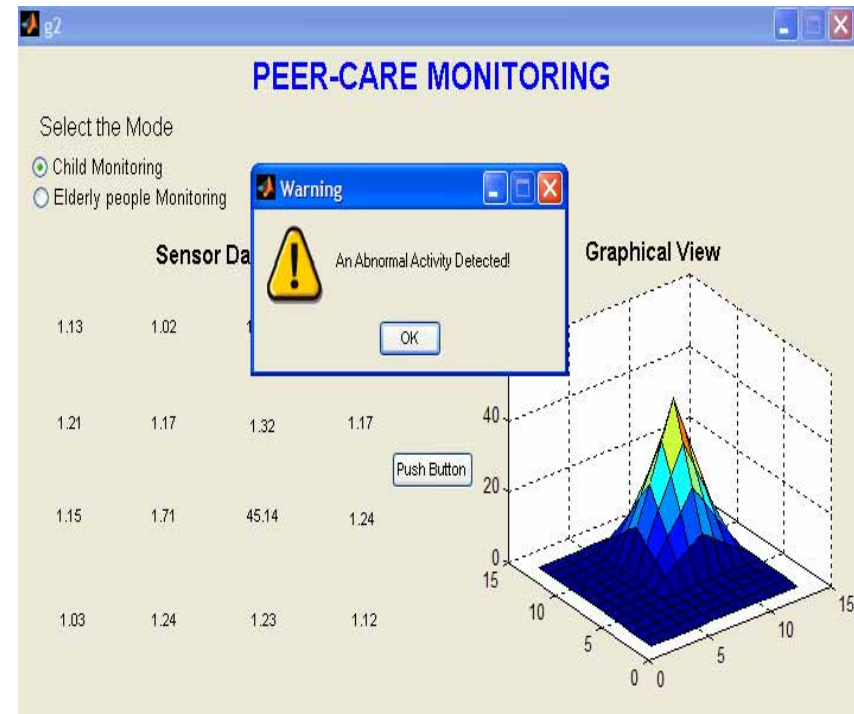 g2
PEER-CARE MONITORING
Select the Mode
Child Monitoring
Elderly people Monitoring
Warning
An Abnormal Activity Detected!
OK
Sensor
Graphical View
1.13 1.02
1.21 1.17 1.32 1.17
Push Button
1.15 1.71 45.14 1.24
1.03 1.24 1.23 1.12
40
20
0
15
10
5
0
0
5
10
15